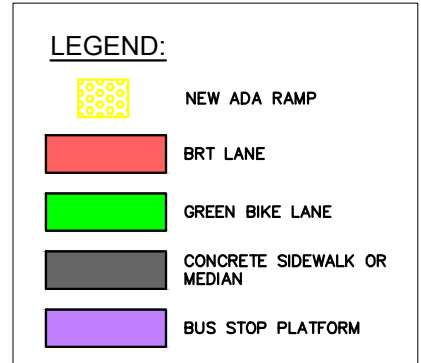 LEGEND:
NEW ADA RAMP
BRT LANE
GREEN BIKE LANE
CONCRETE SIDEWALK OR
MEDIAN
BUS STOP PLATFORM